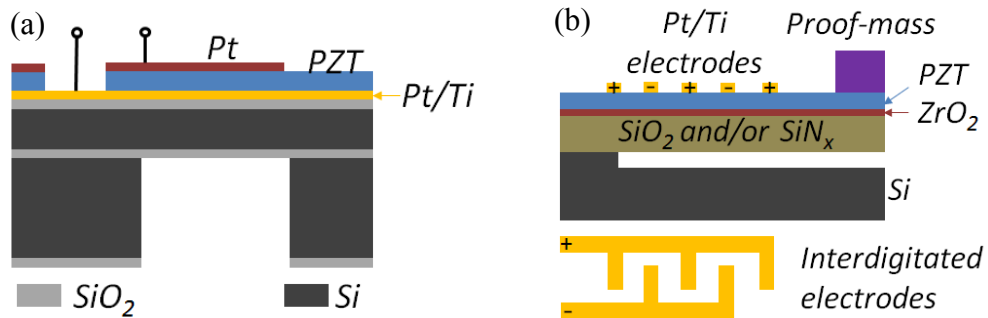 (a)
Pt
PZT
Pt/Ti
SiO₂
Si
(b)
Pt/Ti
electrodes
Proof-mass
PZT
ZrO₂
+ - + - +
SiO₂ and/or SiNₓ
Si
+
-
Interdigitated
electrodes